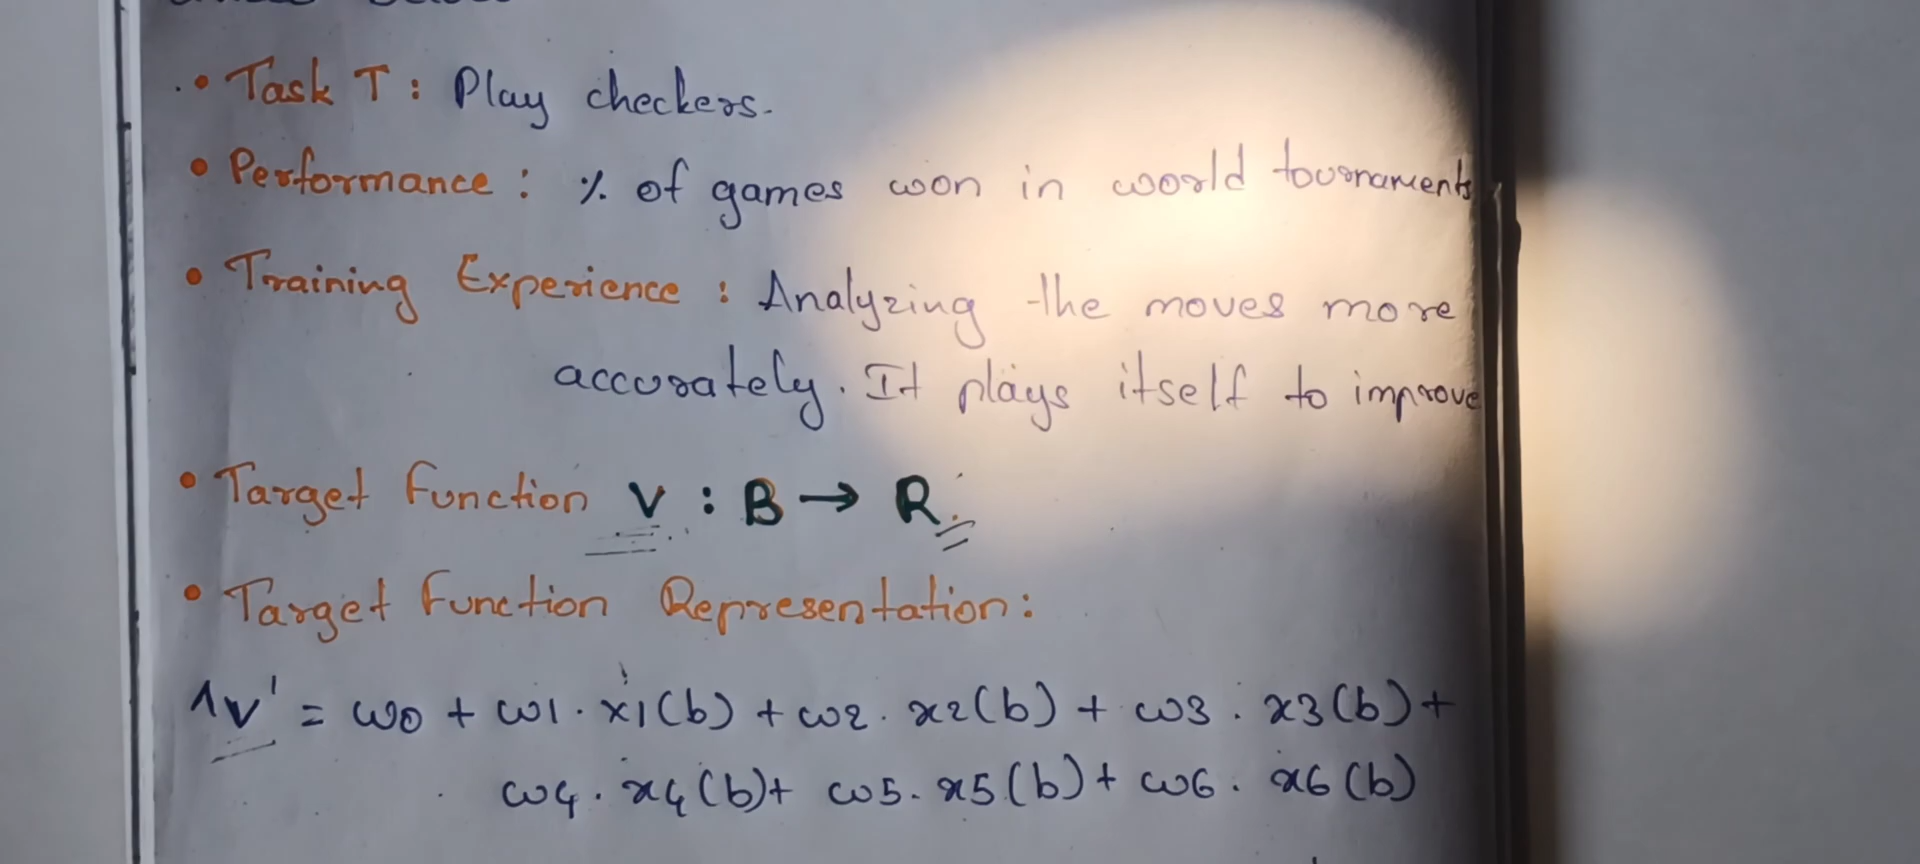 • Task T : Play checkers.
• Performance : % of games won in world tournaments
• Training Experience : Analyzing the moves more
accurately. It plays itself to improve
• Target function V : B → R.
• Target function Representation:
^V' = w0 + w1 . x1(b) + w2 . x2(b) + w3 . x3(b) +
w4 . x4(b) + w5 . x5(b) + w6 . x6(b)